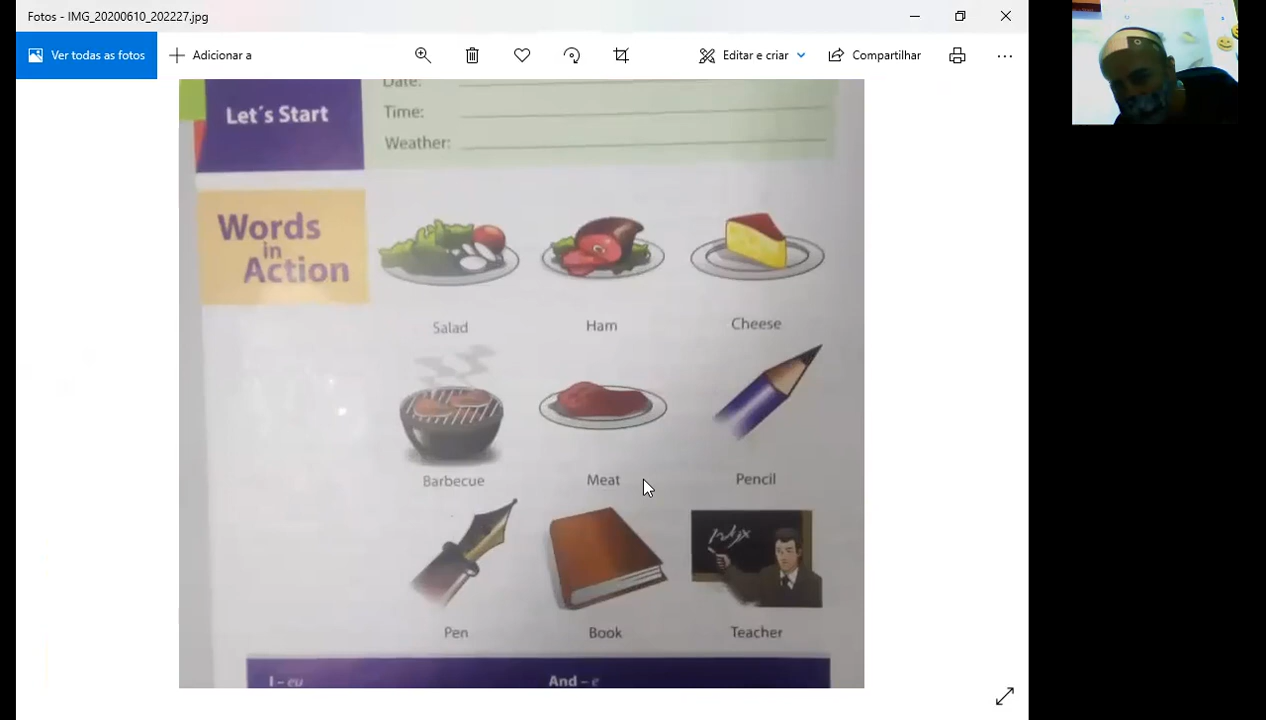 Fotos - IMG_20200610_202227.jpg
Ver todas as fotos
Adicionar a
Editar e criar
Compartilhar
Date:
Let´s Start
Time:
Weather:
Words
in
Action
Salad
Ham
Cheese
Barbecue
Meat
Pencil
Pen
Book
Teacher
I – eu
And – e